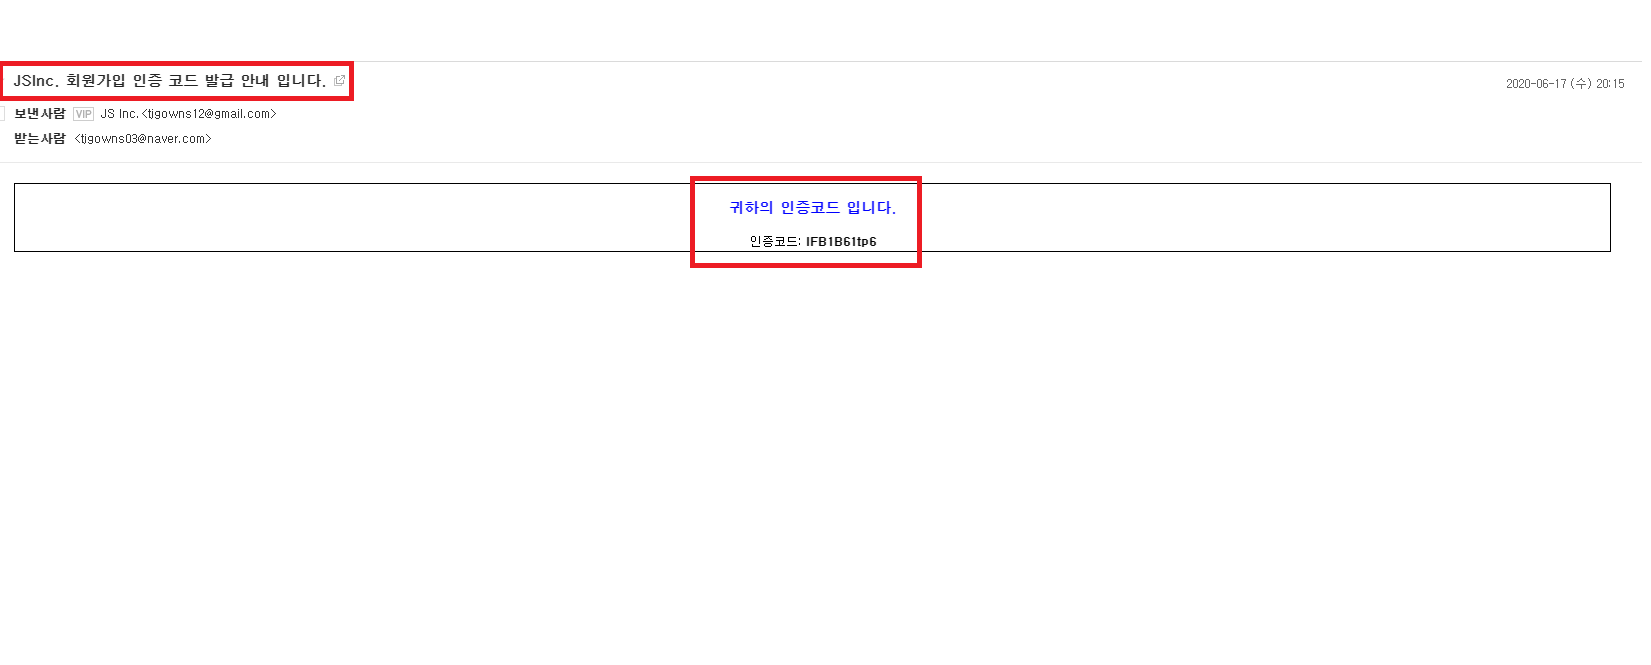 JSInc. 회원가입 인증 코드 발급 안내 입니다.
2020-06-17 (수) 20:15
보낸사람 VIP JS Inc.<tjgowns12@gmail.com>
받는사람 <tjgowns03@naver.com>
귀하의 인증코드 입니다.
인증코드: IFB1B61tp6